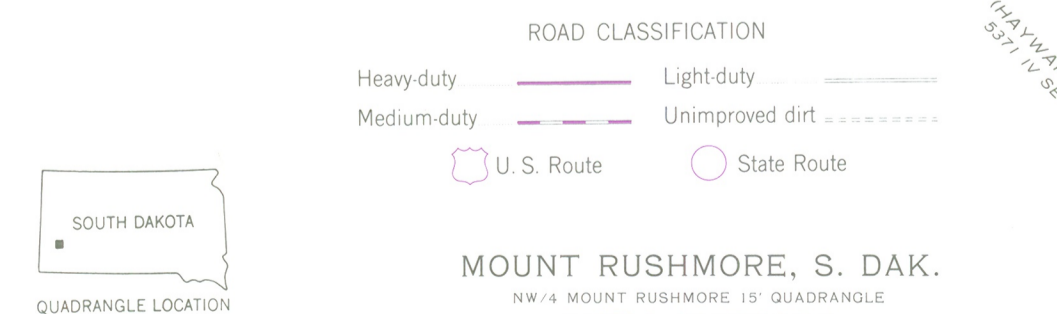 ROAD CLASSIFICATION
Heavy-duty Light-duty
Medium-duty Unimproved dirt
U. S. Route State Route
5371 IV SE
SOUTH DAKOTA
QUADRANGLE LOCATION
MOUNT RUSHMORE, S. DAK.
NW/4 MOUNT RUSHMORE 15' QUADRANGLE